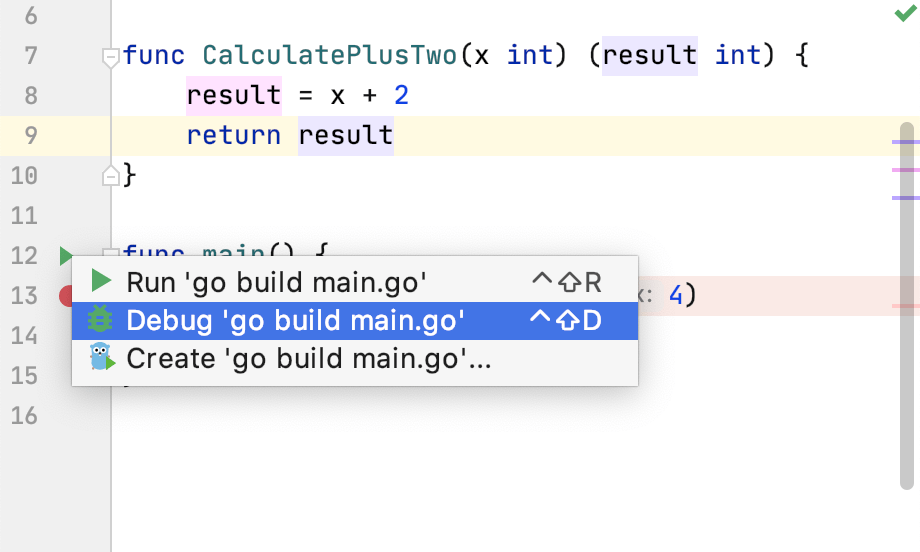 6
7 func CalculatePlusTwo(x int) (result int) {
8 result = x + 2
9 return result
10 }
11
12 func main() {
Run 'go build main.go' ⌃⇧R
13 x: 4)
Debug 'go build main.go' ⌃⇧D
14
Create 'go build main.go'...
15
16